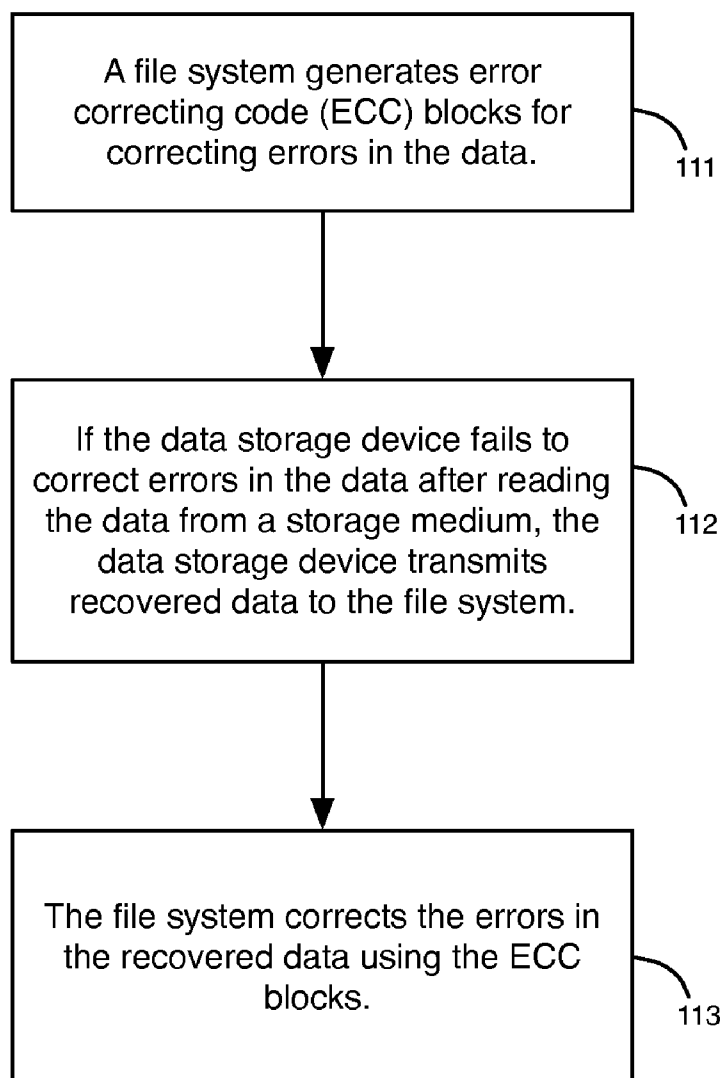 A file system generates error
correcting code (ECC) blocks for
correcting errors in the data.
111
If the data storage device fails to
correct errors in the data after reading
the data from a storage medium, the
data storage device transmits
recovered data to the file system.
112
The file system corrects the errors in
the recovered data using the ECC
blocks.
113